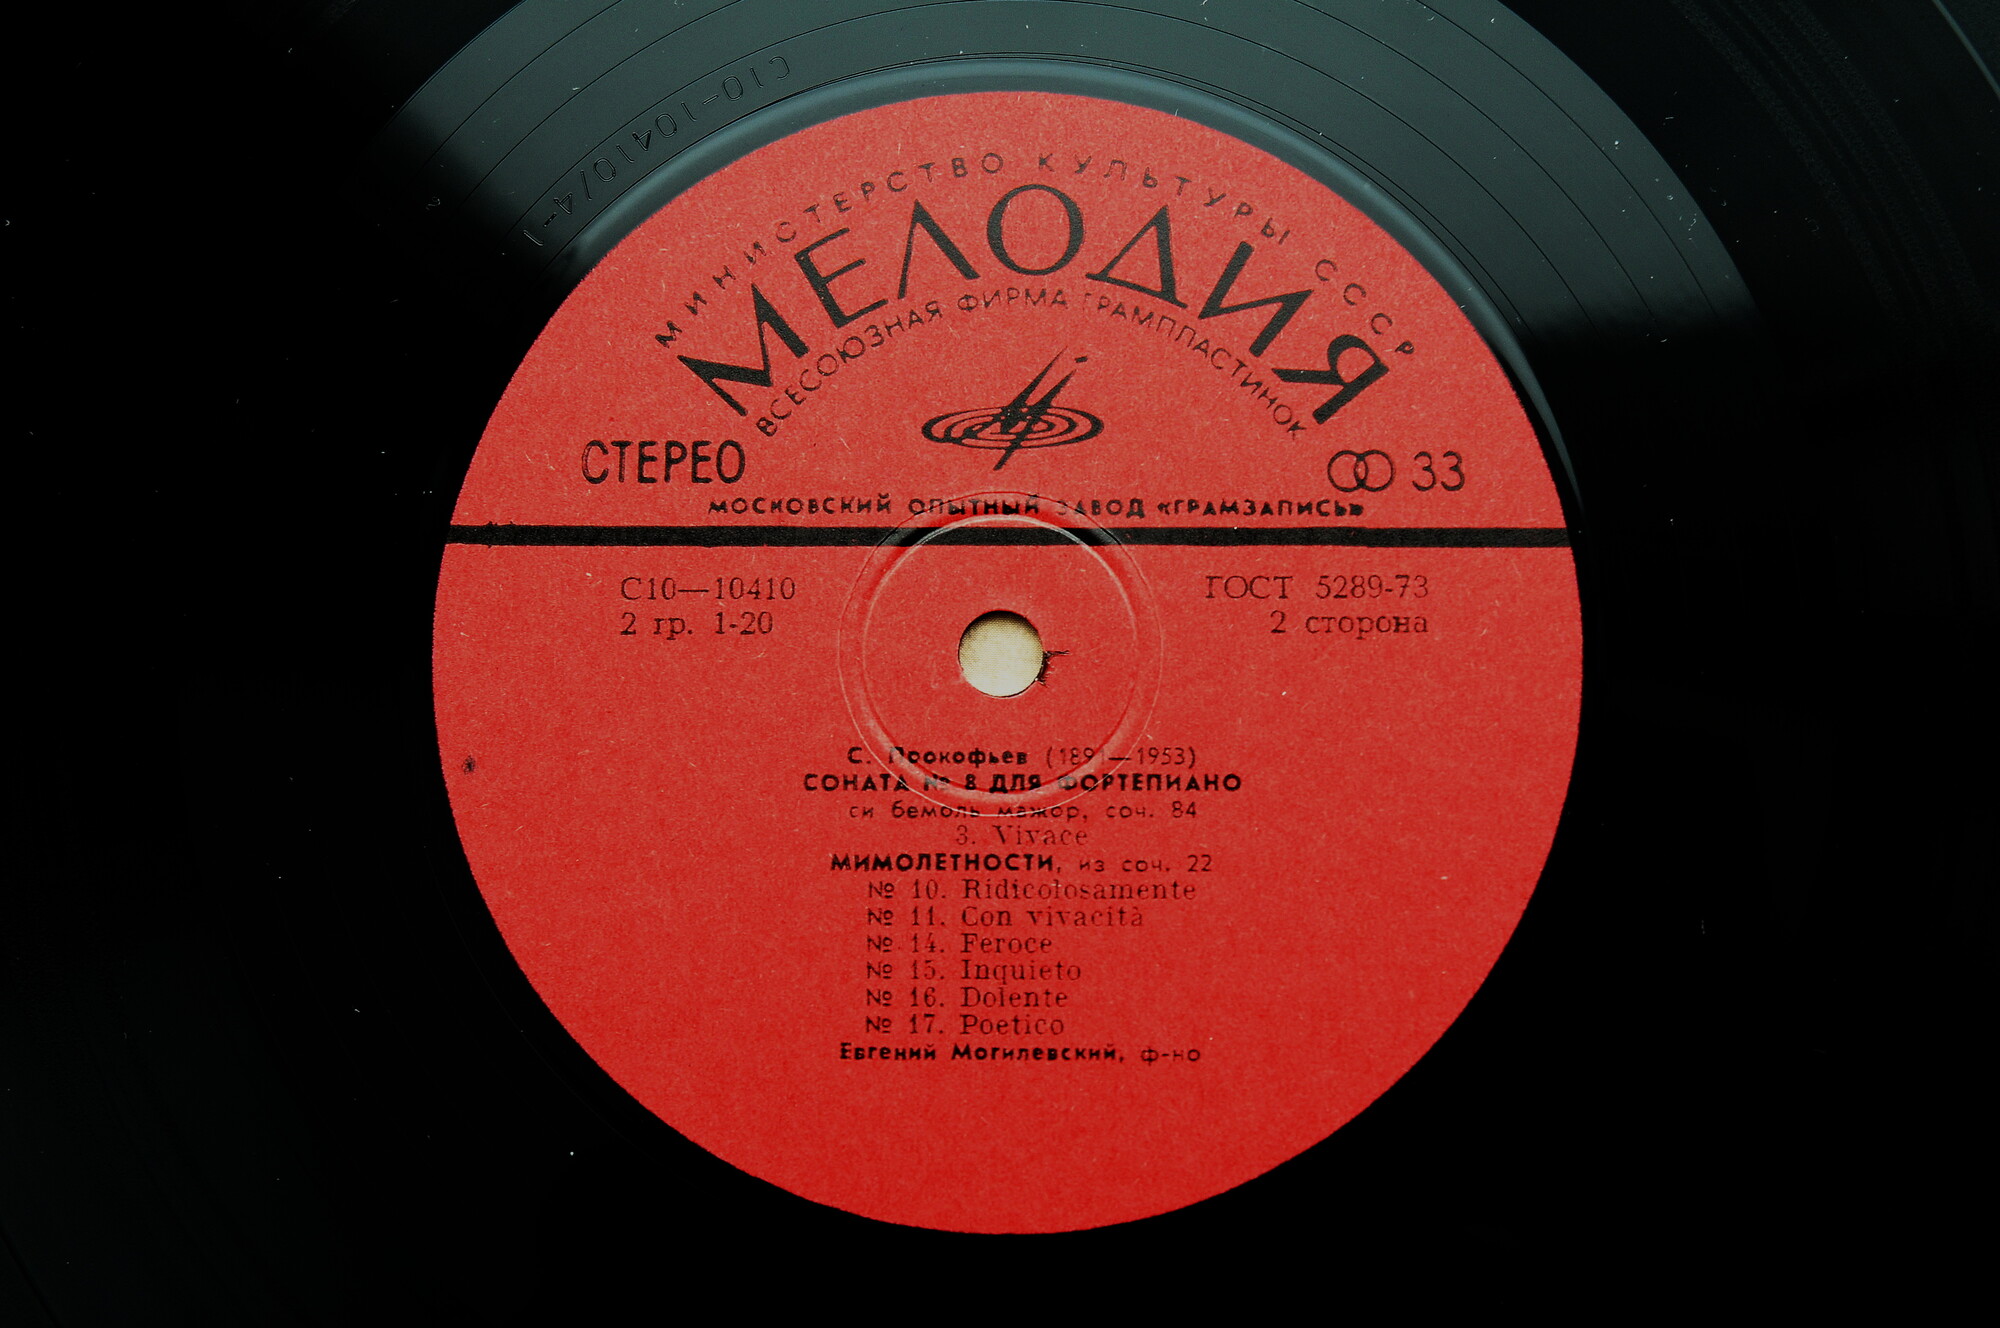 С10-10410/4-1
МИНИСТЕРСТВО КУЛЬТУРЫ СССР
МЕЛОДИЯ
ВСЕСОЮЗНАЯ ФИРМА ГРАМПЛАСТИНОК
СТЕРЕО
33
МОСКОВСКИЙ ОПЫТНЫЙ ЗАВОД «ГРАМЗАПИСЬ»
С10—10410
ГОСТ 5289-73
2 гр. 1-20
2 сторона
С. Прокофьев (1891—1953)
СОНАТА № 8 ДЛЯ ФОРТЕПИАНО
си бемоль мажор, соч. 84
3. Vivace
МИМОЛЕТНОСТИ, из соч. 22
№ 10. Ridicolosamente
№ 11. Con vivacità
№ 14. Feroce
№ 15. Inquieto
№ 16. Dolente
№ 17. Poetico
Евгений Могилевский, ф-но